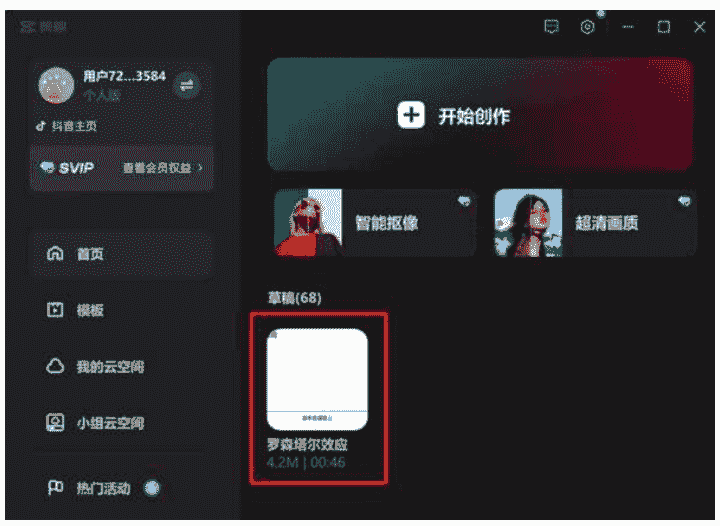 用户72...3584
个人版
抖音主页
SVIP 查看会员权益 >
首页
模板
我的云空间
小组云空间
热门活动
开始创作
智能抠像
超清画质
草稿(68)
罗森塔尔效应
4.2M | 00:46